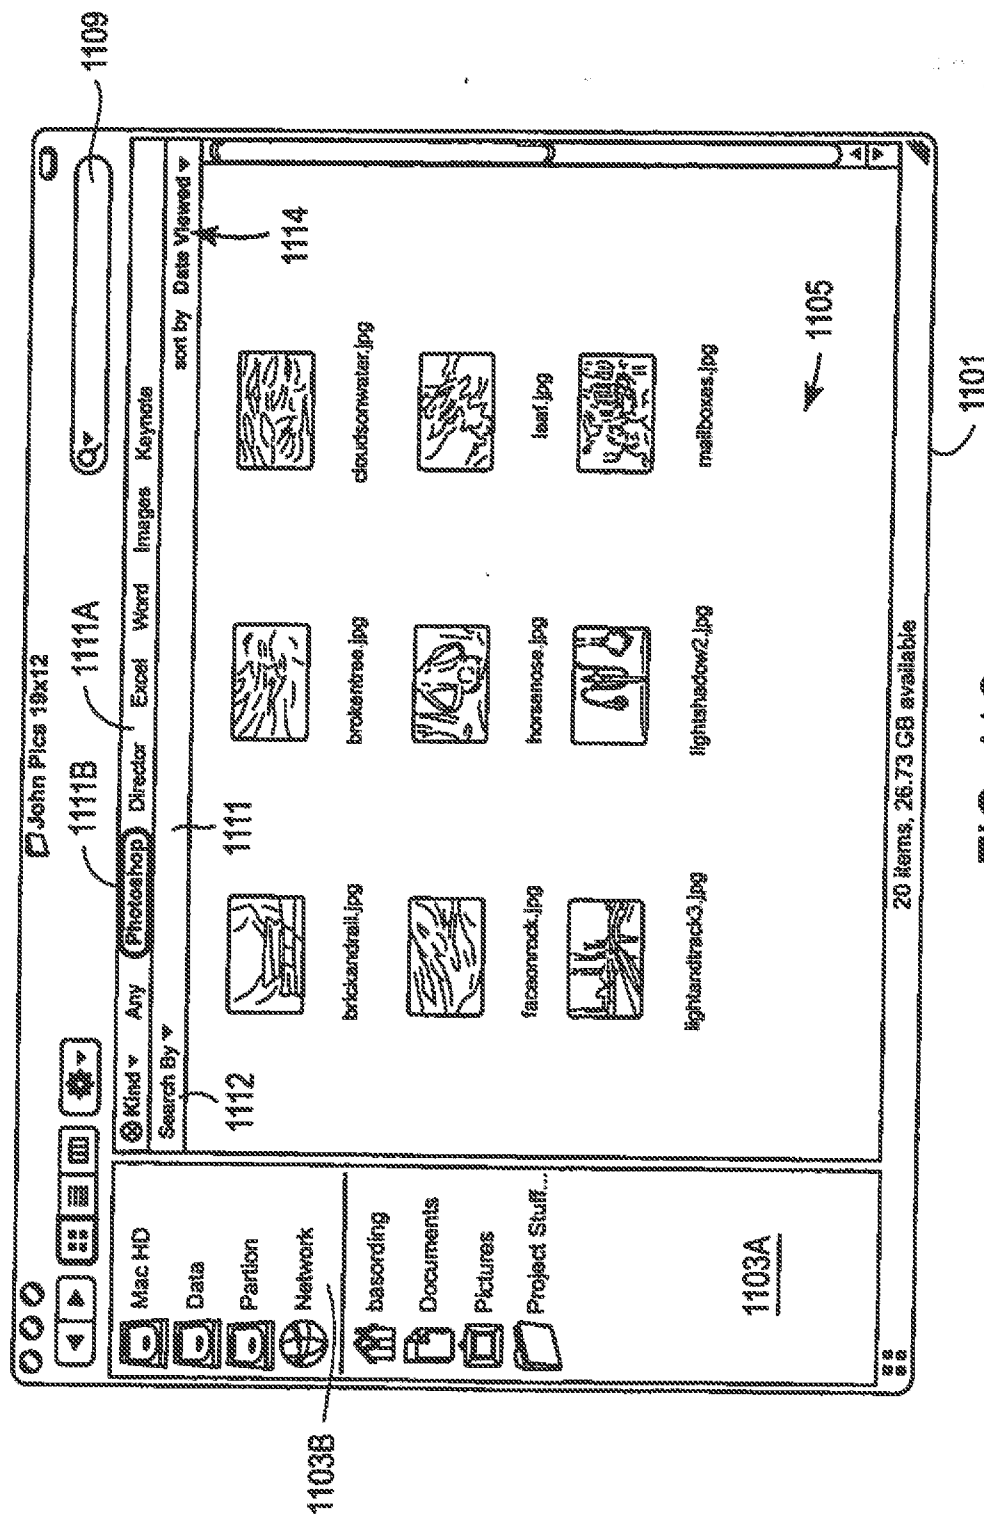 John Pics 19x12
1109
1111B
1111A
Kind Any Photoshop Director Excel Word Images Keynote
Search By
sort by Date Viewed
1112
1111
1114
Mac HD
Data
Partion
Network
1103B
basording
Documents
Pictures
Project Stuff...
1103A
brickandrail.jpg
brokentree.jpg
cloudsonwater.jpg
faceonrock.jpg
horsenose.jpg
leaf.jpg
lightandtrack3.jpg
lightshadow2.jpg
mailboxes.jpg
1105
20 items, 26.73 GB available
1101